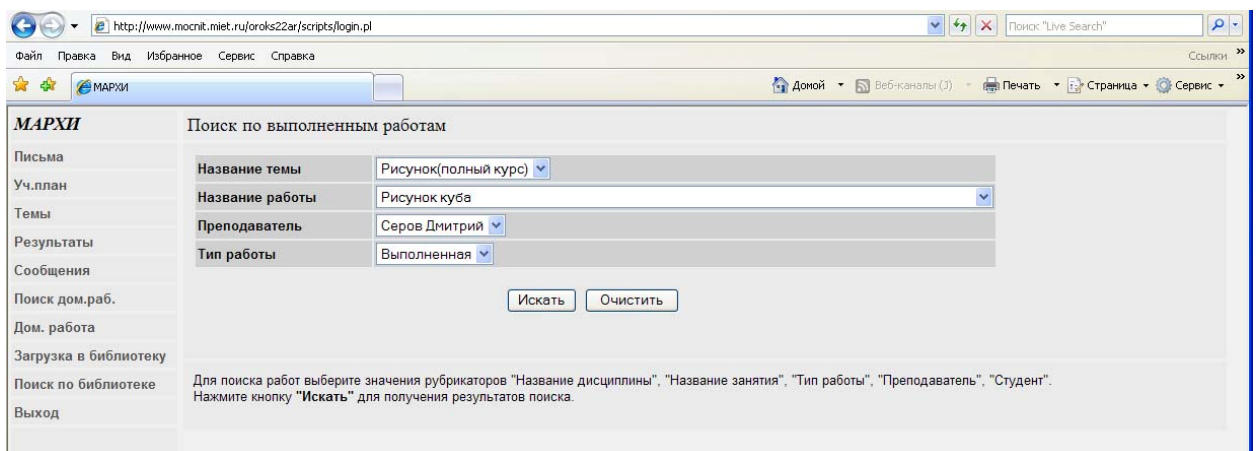 http://www.mocnit.miet.ru/oroks22ar/scripts/login.pl
Поиск "Live Search"
Файл Правка Вид Избранное Сервис Справка
Ссылки »
МАРХИ
Домой Веб-каналы (J) Печать Страница Сервис »
МАРХИ
Поиск по выполненным работам
Письма
Уч.план
Темы
Результаты
Сообщения
Поиск дом.раб.
Дом. работа
Загрузка в библиотеку
Поиск по библиотеке
Выход
Название темы Рисунок(полный курс)
Название работы Рисунок куба
Преподаватель Серов Дмитрий
Тип работы Выполненная
Искать Очистить
Для поиска работ выберите значения рубрикаторов "Название дисциплины", "Название занятия", "Тип работы", "Преподаватель", "Студент".
Нажмите кнопку "Искать" для получения результатов поиска.